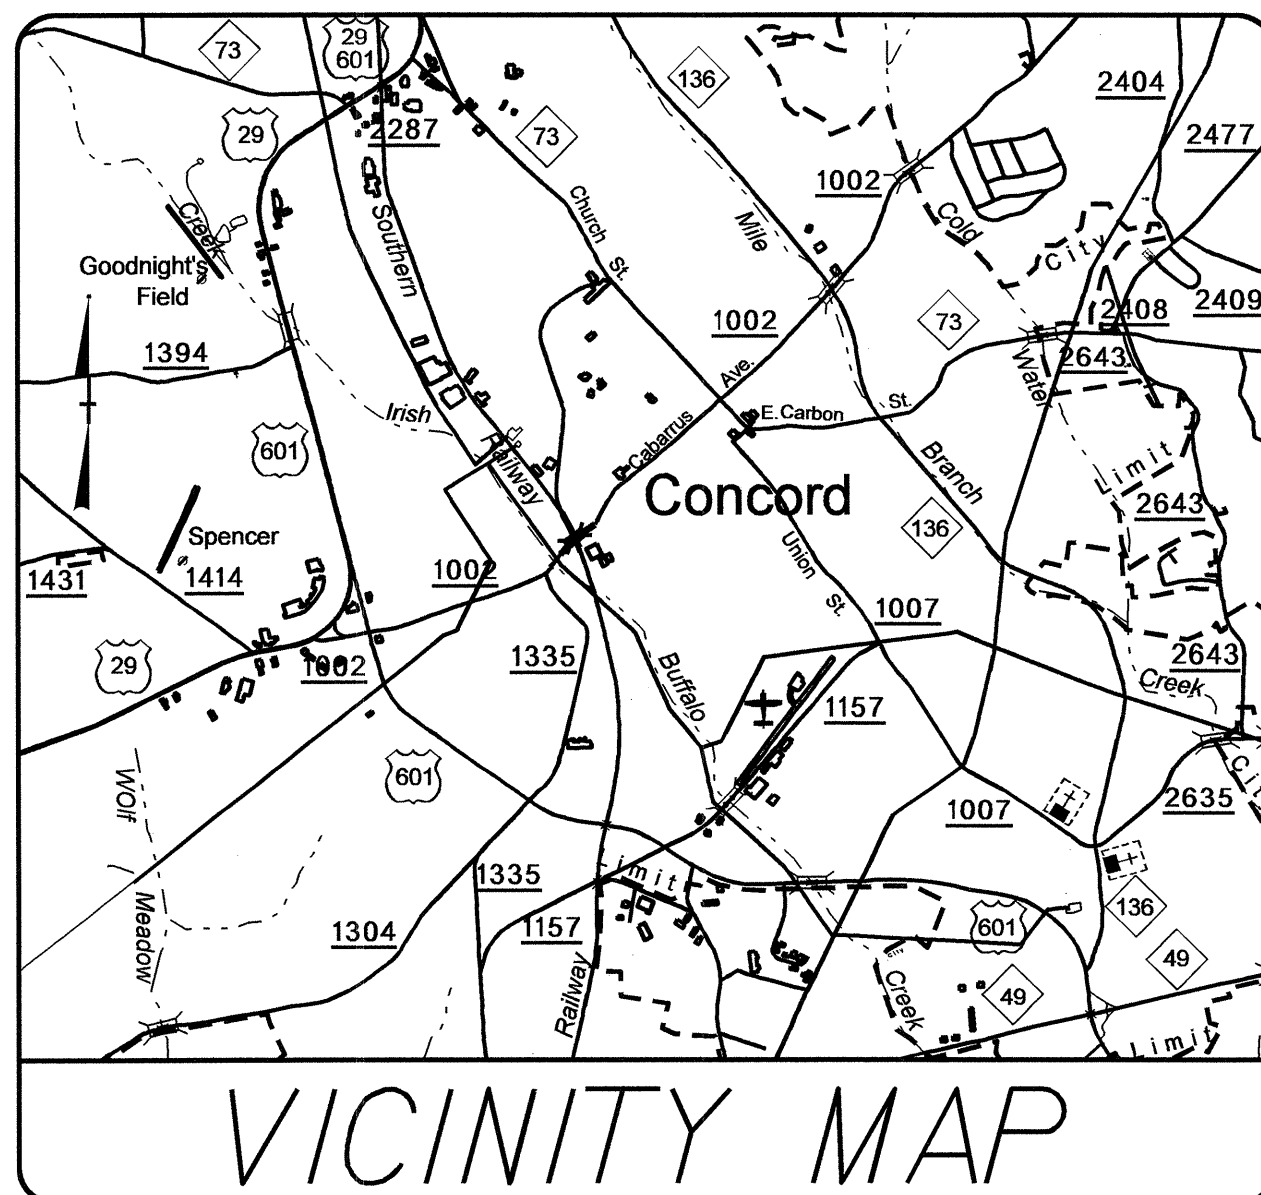 29
601
73
136
2404
29
2287
73
2477
1002
Church
St.
Southern
Creek
Mile
Cold
City
Goodnight's
Field
1394
1002
73
2408
2409
2643
Water
Ave.
Irish
E. Carbon
St.
601
Railway
Cabarrus
Concord
Branch
Limit
2643
136
Spencer
1431
1414
1002
Union
St.
1007
29
1002
1335
Buffalo
2643
Creek
1157
Wolf
601
1007
2635
Cit
1335
Limit
Meadow
1304
1157
601
136
Railway
City
Creek
49
49
Limit
VICINITY MAP